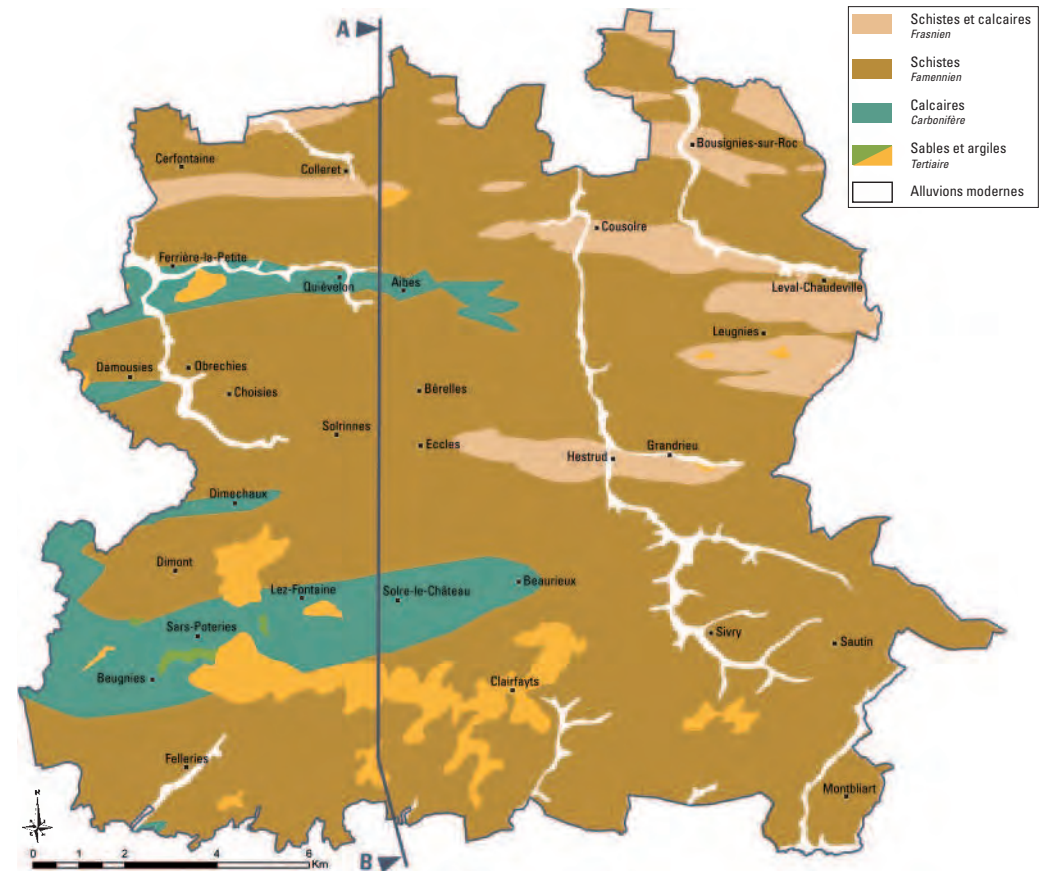 A
Schistes et calcaires
Frasnien
Schistes
Famennien
Calcaires
Carbonifère
Sables et argiles
Tertiaire
Alluvions modernes
Bousignies-sur-Roc
Cerfontaine
Colleret
Cousolre
Ferrière-la-Petite
Quiévelon
Aibes
Leval-Chaudeville
Leugnies
Damousies
Obrechies
Choisies
Bérelles
Solrinnes
Eccles
Hestrud
Grandrieu
Dimechaux
Dimont
Lez-Fontaine
Solre-le-Château
Beaurieux
Sars-Poteries
Sivry
Sautin
Beugnies
Clairfayts
Felleries
Montbliart
N
0 1 2 4 6
Km
B